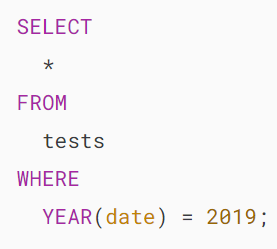 SELECT
  *
FROM
  tests
WHERE
  YEAR(date) = 2019;